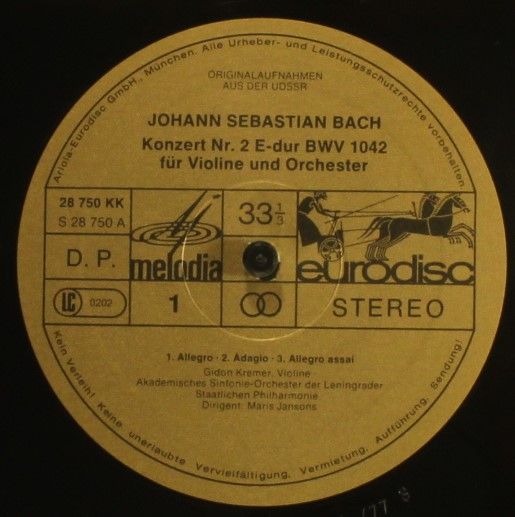 Ariola-Eurodisc GmbH., München. Alle Urheber- und Leistungsschutzrechte vorbehalten
ORIGINALAUFNAHMEN
AUS DER UDSSR
JOHANN SEBASTIAN BACH
Konzert Nr. 2 E-dur BWV 1042
für Violine und Orchester
28 750 KK
S 28 750 A
33 1/3
D. P.
melodia
eurodisc
LC 0202
1
STEREO
1. Allegro · 2. Adagio · 3. Allegro assai
Gidon Kremer, Violine
Akademisches Sinfonie-Orchester der Leningrader
Staatlichen Philharmonie
Dirigent: Maris Jansons
Kein Verleih! Keine unerlaubte Vervielfältigung, Vermietung, Aufführung, Sendung!